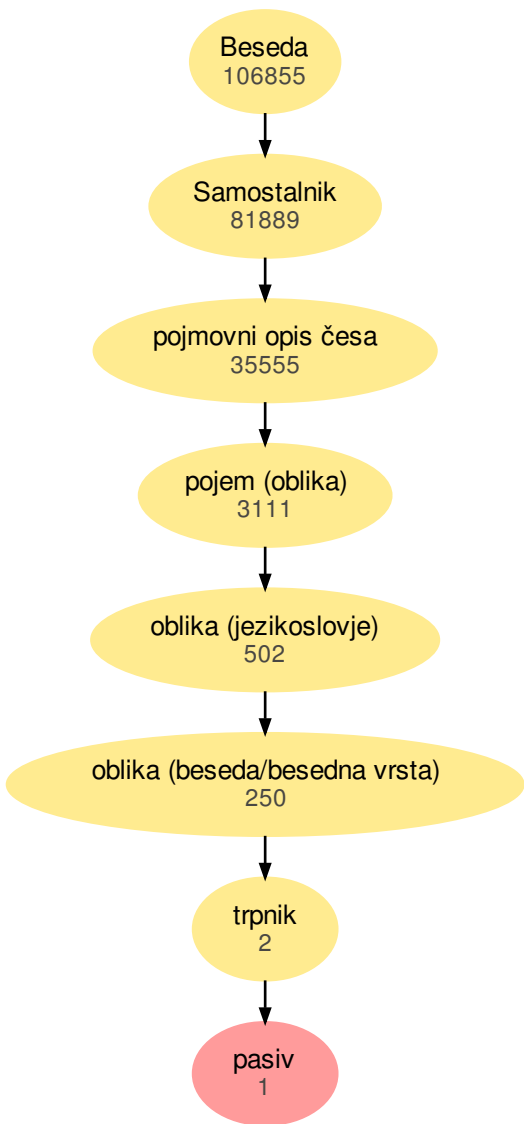 Beseda
106855
Samostalnik
81889
pojmovni opis česa
35555
pojem (oblika)
3111
oblika (jezikoslovje)
502
oblika (beseda/besedna vrsta)
250
trpnik
2
pasiv
1